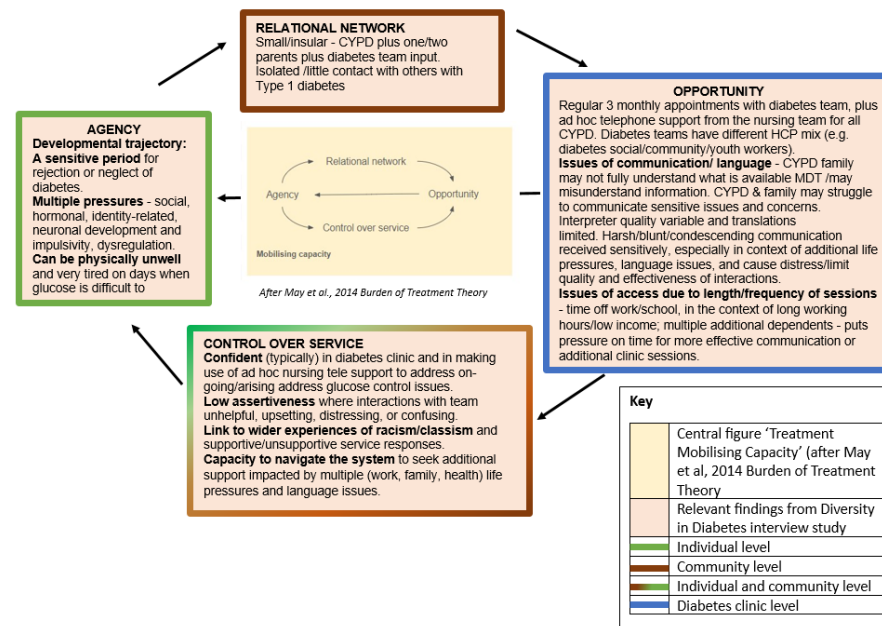 RELATIONAL NETWORK
Small/insular - CYPD plus one/two
parents plus diabetes team input.
Isolated /little contact with others with
Type 1 diabetes
AGENCY
Developmental trajectory:
A sensitive period for
rejection or neglect of
diabetes.
Multiple pressures - social,
hormonal, identity-related,
neuronal development and
impulsivity, dysregulation.
Can be physically unwell
and very tired on days when
glucose is difficult to
Relational network
Agency
Opportunity
Control over service
Mobilising capacity
After May et al., 2014 Burden of Treatment Theory
OPPORTUNITY
Regular 3 monthly appointments with diabetes team, plus
ad hoc telephone support from the nursing team for all
CYPD. Diabetes teams have different HCP mix (e.g.
diabetes social/community/youth workers).
Issues of communication/ language - CYPD family
may not fully understand what is available MDT /may
misunderstand information. CYPD & family may struggle
to communicate sensitive issues and concerns.
Interpreter quality variable and translations
limited. Harsh/blunt/condescending communication
received sensitively, especially in context of additional life
pressures, language issues, and cause distress/limit
quality and effectiveness of interactions.
Issues of access due to length/frequency of sessions
- time off work/school, in the context of long working
hours/low income; multiple additional dependents - puts
pressure on time for more effective communication or
additional clinic sessions.
CONTROL OVER SERVICE
Confident (typically) in diabetes clinic and in making
use of ad hoc nursing tele support to address on-
going/arising address glucose control issues.
Low assertiveness where interactions with team
unhelpful, upsetting, distressing, or confusing.
Link to wider experiences of racism/classism and
supportive/unsupportive service responses.
Capacity to navigate the system to seek additional
support impacted by multiple (work, family, health) life
pressures and language issues.
Key
Central figure 'Treatment
Mobilising Capacity' (after May
et al, 2014 Burden of Treatment
Theory
Relevant findings from Diversity
in Diabetes interview study
Individual level
Community level
Individual and community level
Diabetes clinic level